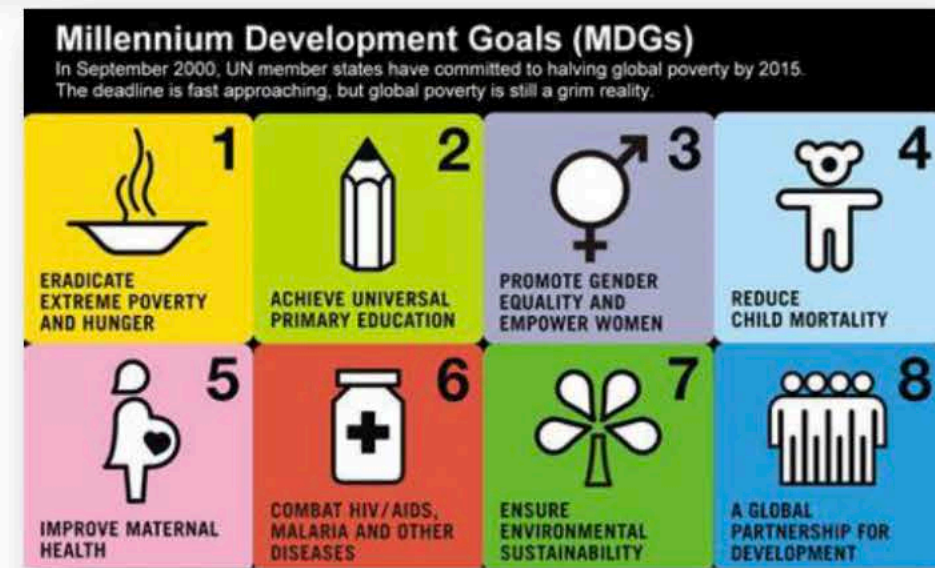 Millennium Development Goals (MDGs)
In September 2000, UN member states have committed to halving global poverty by 2015.
The deadline is fast approaching, but global poverty is still a grim reality.
1
ERADICATE
EXTREME POVERTY
AND HUNGER
2
ACHIEVE UNIVERSAL
PRIMARY EDUCATION
3
PROMOTE GENDER
EQUALITY AND
EMPOWER WOMEN
4
REDUCE
CHILD MORTALITY
5
IMPROVE MATERNAL
HEALTH
6
COMBAT HIV/AIDS,
MALARIA AND OTHER
DISEASES
7
ENSURE
ENVIRONMENTAL
SUSTAINABILITY
8
A GLOBAL
PARTNERSHIP FOR
DEVELOPMENT